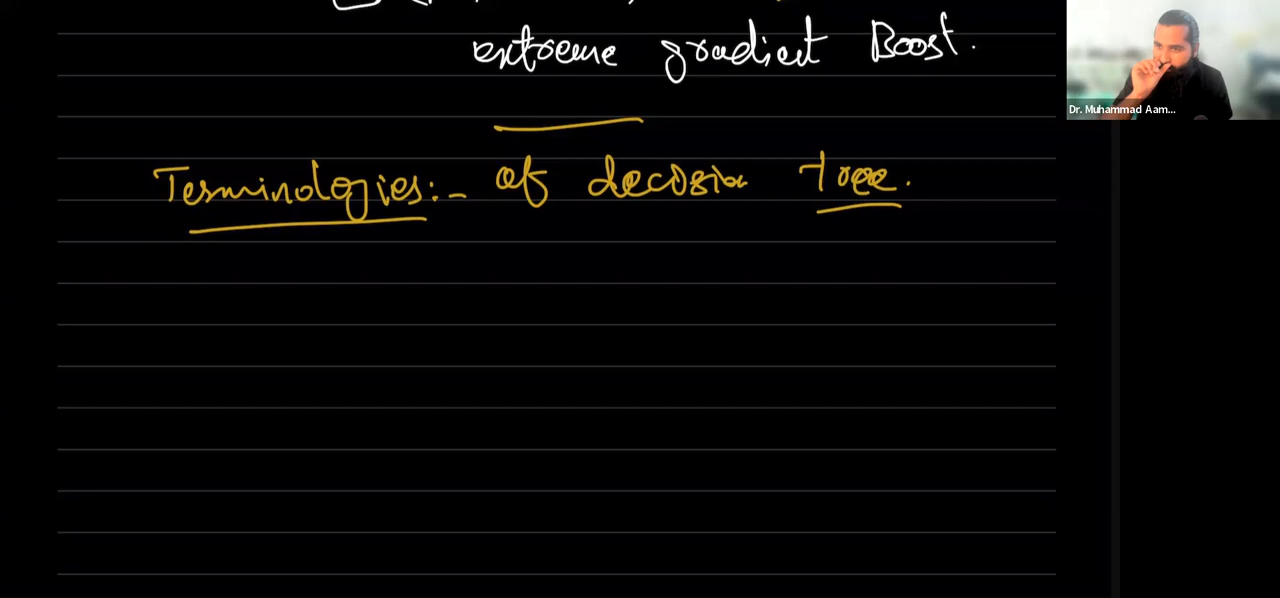 extreme gradient Boost.
Terminologies:- of decision tree.
Dr. Muhammad Aam...